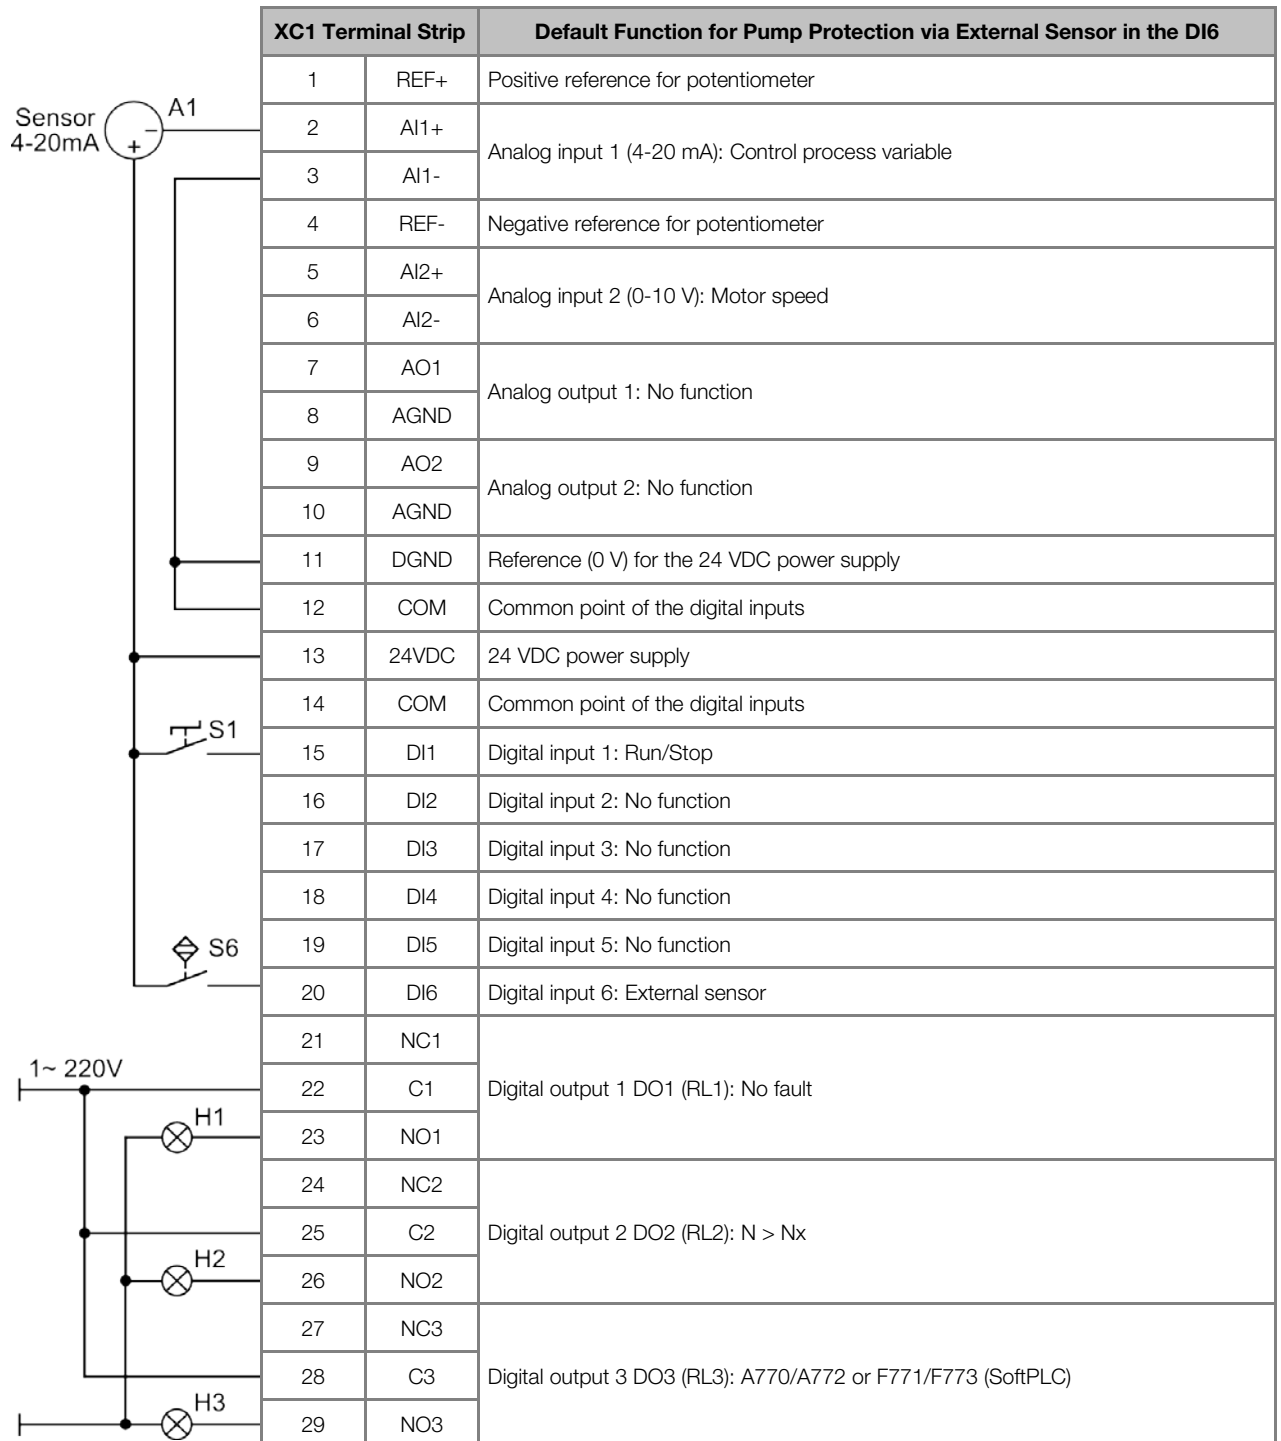 XC1 Terminal Strip Default Function for Pump Protection via External Sensor in the DI6
1 REF+ Positive reference for potentiometer
Sensor
4-20mA
+
−
A1
2 AI1+
Analog input 1 (4-20 mA): Control process variable
3 AI1-
4 REF- Negative reference for potentiometer
5 AI2+
Analog input 2 (0-10 V): Motor speed
6 AI2-
7 AO1
Analog output 1: No function
8 AGND
9 AO2
Analog output 2: No function
10 AGND
11 DGND Reference (0 V) for the 24 VDC power supply
12 COM Common point of the digital inputs
13 24VDC 24 VDC power supply
14 COM Common point of the digital inputs
S1
15 DI1 Digital input 1: Run/Stop
16 DI2 Digital input 2: No function
17 DI3 Digital input 3: No function
18 DI4 Digital input 4: No function
S6
19 DI5 Digital input 5: No function
20 DI6 Digital input 6: External sensor
21 NC1
1~ 220V
22 C1 Digital output 1 DO1 (RL1): No fault
H1
23 NO1
24 NC2
25 C2 Digital output 2 DO2 (RL2): N > Nx
H2
26 NO2
27 NC3
28 C3 Digital output 3 DO3 (RL3): A770/A772 or F771/F773 (SoftPLC)
H3
29 NO3